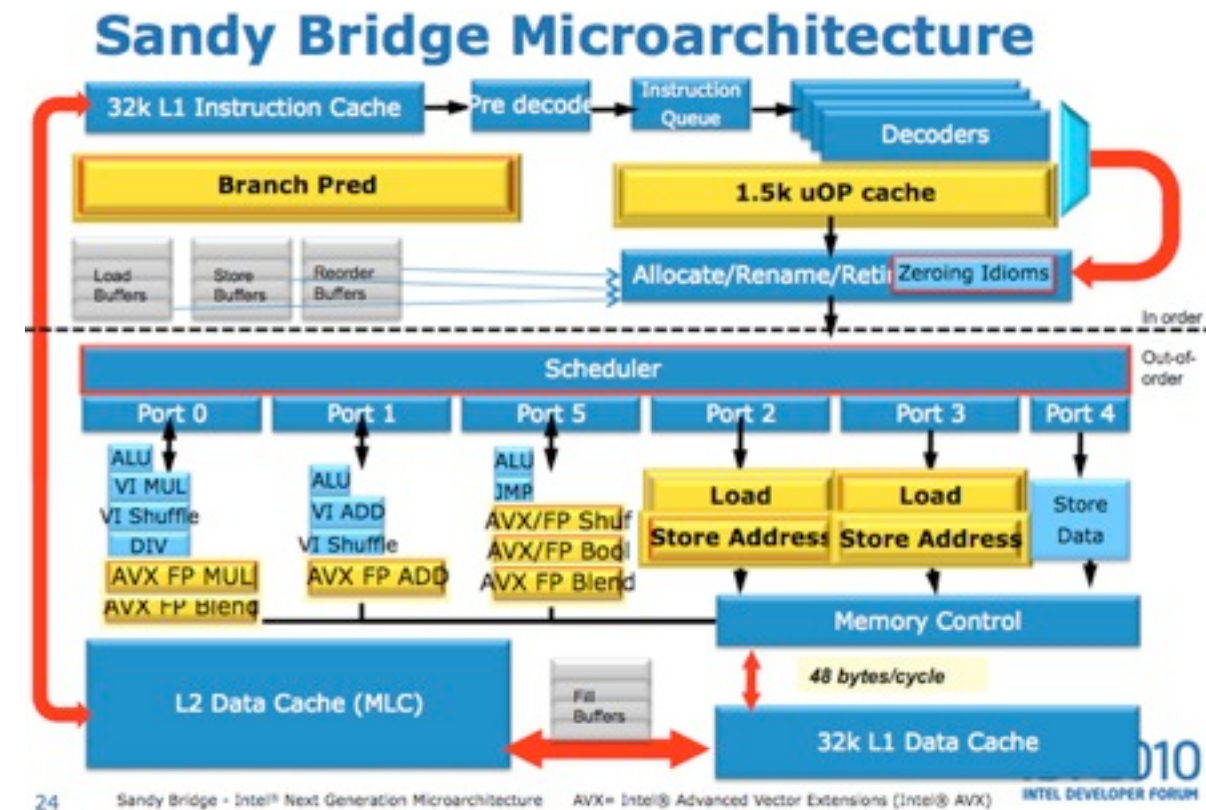 Sandy Bridge Microarchitecture
32k L1 Instruction Cache
Pre decode
Instruction
Queue
Decoders
Branch Pred
1.5k uOP cache
Load
Buffers
Store
Buffers
Reorder
Buffers
Allocate/Rename/Reti
Zeroing Idioms
In order
Out-of-
order
Scheduler
Port 0
Port 1
Port 5
Port 2
Port 3
Port 4
ALU
VI MUL
VI Shuffle
DIV
AVX FP MUL
AVX FP Blend
ALU
VI ADD
VI Shuffle
AVX FP ADD
ALU
JMP
AVX/FP Shuf
AVX/FP Bool
AVX FP Blend
Load
Store Address
Load
Store Address
Store
Data
Memory Control
48 bytes/cycle
L2 Data Cache (MLC)
Fill
Buffers
32k L1 Data Cache
010
INTEL DEVELOPER FORUM
24 Sandy Bridge - Intel® Next Generation Microarchitecture AVX= Intel® Advanced Vector Extensions (Intel® AVX)